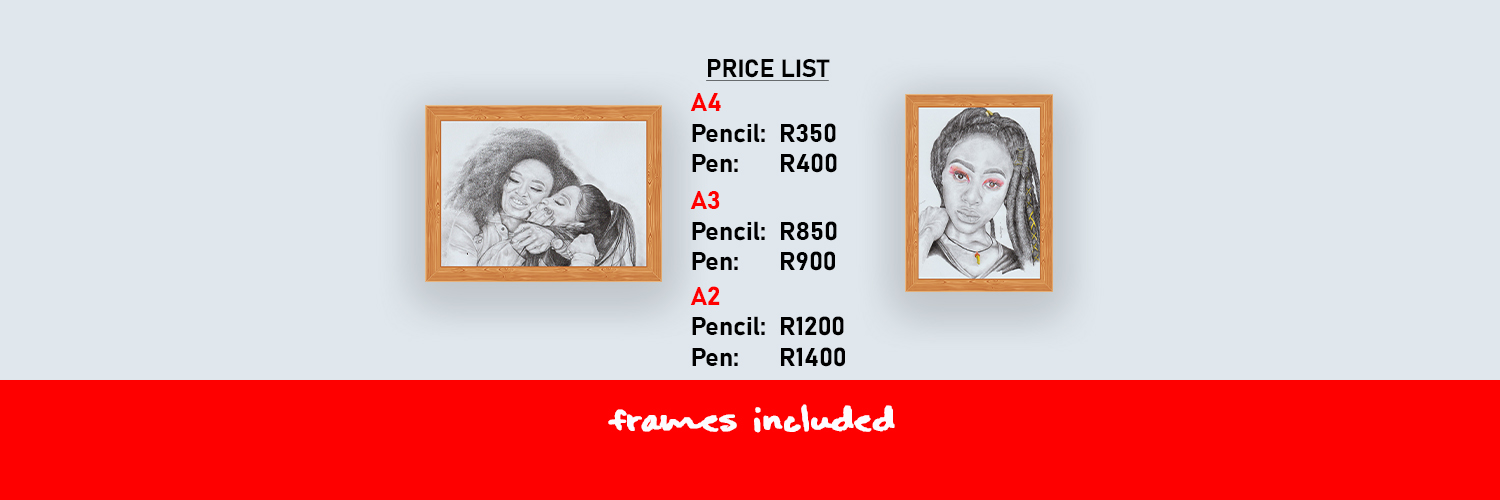 PRICE LIST
A4
Pencil: R350
Pen: R400
A3
Pencil: R850
Pen: R900
A2
Pencil: R1200
Pen: R1400
frames included